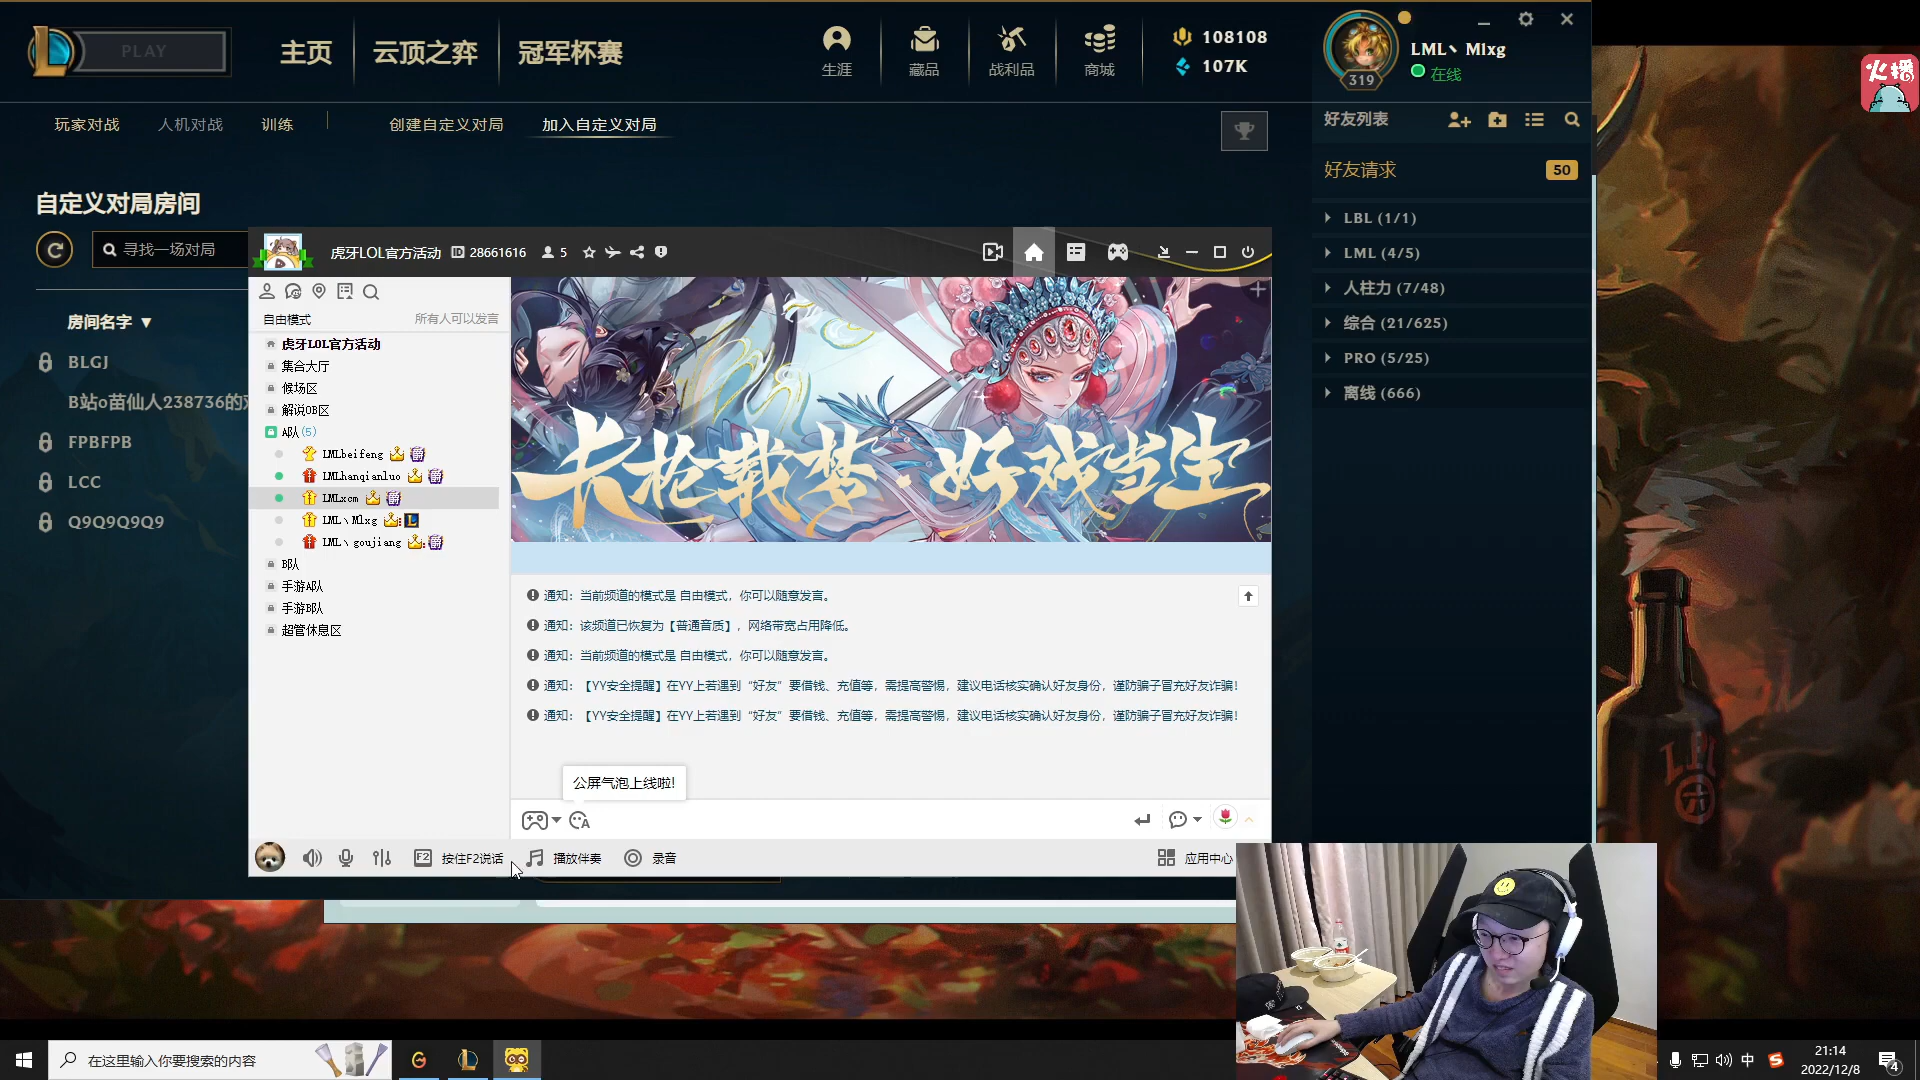 PLAY
主页
云顶之弈
冠军杯赛
生涯
藏品
战利品
商城
108108
107K
319
LML丶Mlxg
在线
火播
玩家对战
人机对战
训练
创建自定义对局
加入自定义对局
好友列表
好友请求
50
LBL (1/1)
LML (4/5)
人柱力 (7/48)
综合 (21/625)
PRO (5/25)
离线 (666)
自定义对局房间
寻找一场对局
房间名字 ▼
BLGJ
B站o苗仙人238736的
FPBFPB
LCC
Q9Q9Q9Q9
虎牙LOL官方活动
ID 28661616
5
自由模式
所有人可以发言
虎牙LOL官方活动
集合大厅
候场区
解说OB区
A队 (5)
LMLbeifeng
LMLhanqianluo
LMLxcm
LML丶Mlxg
LML丶goujiang
B队
手游A队
手游B队
超管休息区
卡枪载梦·好戏当生
通知：当前频道的模式是 自由模式，你可以随意发言。
通知：该频道已恢复为【普通音质】，网络带宽占用降低。
通知：当前频道的模式是 自由模式，你可以随意发言。
通知：【YY安全提醒】在YY上若遇到“好友”要借钱、充值等，需提高警惕，建议电话核实确认好友身份，谨防骗子冒充好友诈骗！
通知：【YY安全提醒】在YY上若遇到“好友”要借钱、充值等，需提高警惕，建议电话核实确认好友身份，谨防骗子冒充好友诈骗！
公屏气泡上线啦!
F2
按住F2说话
播放伴奏
录音
应用中心
在这里输入你要搜索的内容
中
21:14
2022/12/8
4